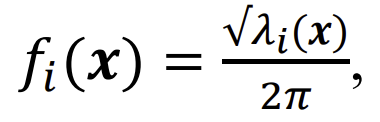 f_i(x) = √λ_i(x) / 2π,